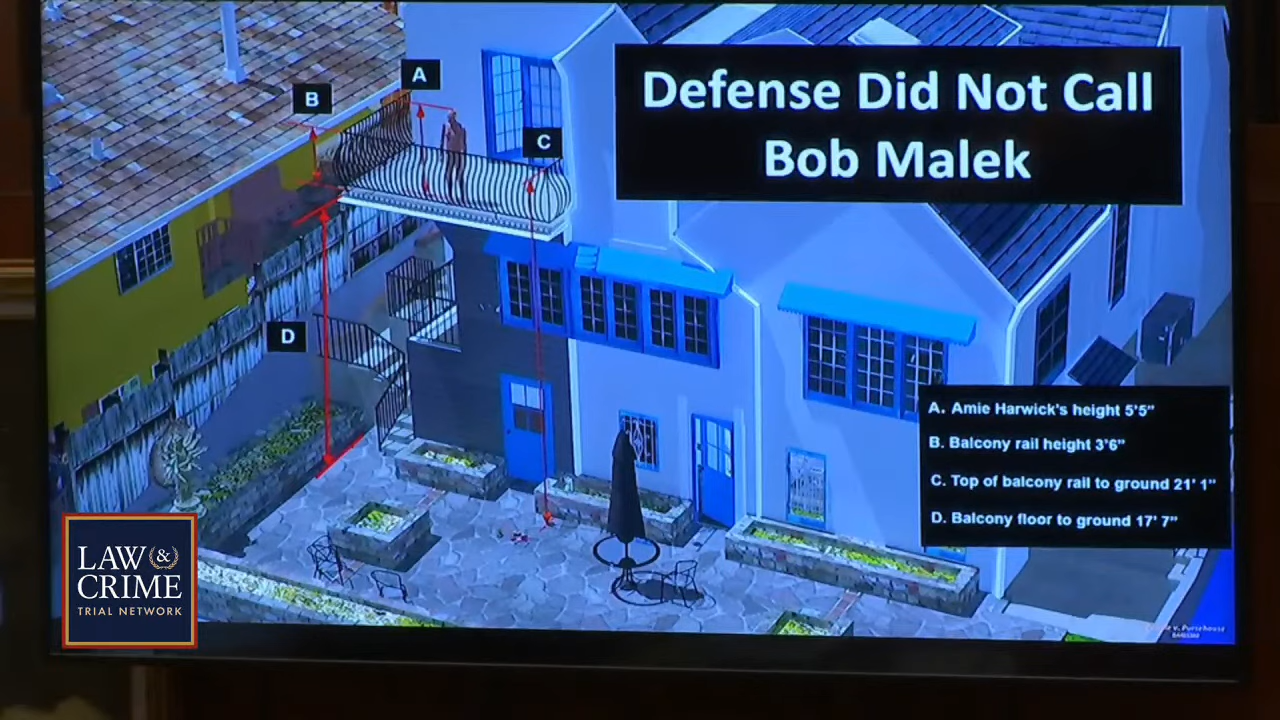 A
B
C
D
Defense Did Not Call
Bob Malek
A. Amie Harwick's height 5'5"
B. Balcony rail height 3'6"
C. Top of balcony rail to ground 21' 1"
D. Balcony floor to ground 17' 7"
LAW &
CRIME
TRIAL NETWORK
v. Pursehouse